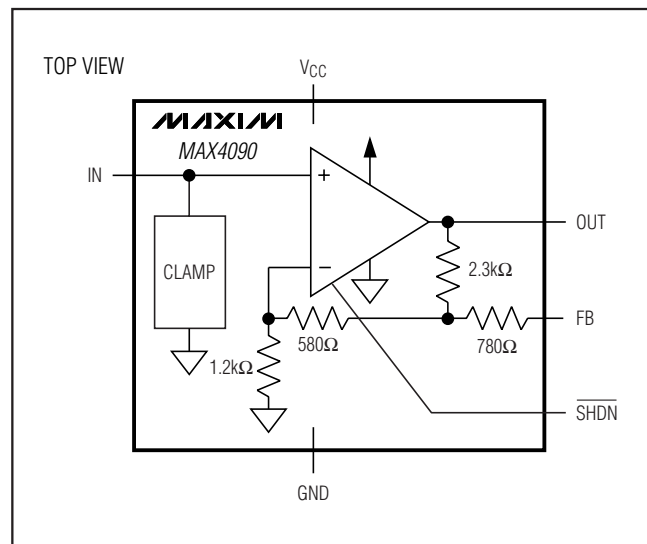 TOP VIEW
VCC
MAXIM
MAX4090
IN
+
OUT
CLAMP
−
2.3kΩ
FB
580Ω
780Ω
1.2kΩ
SHDN
GND